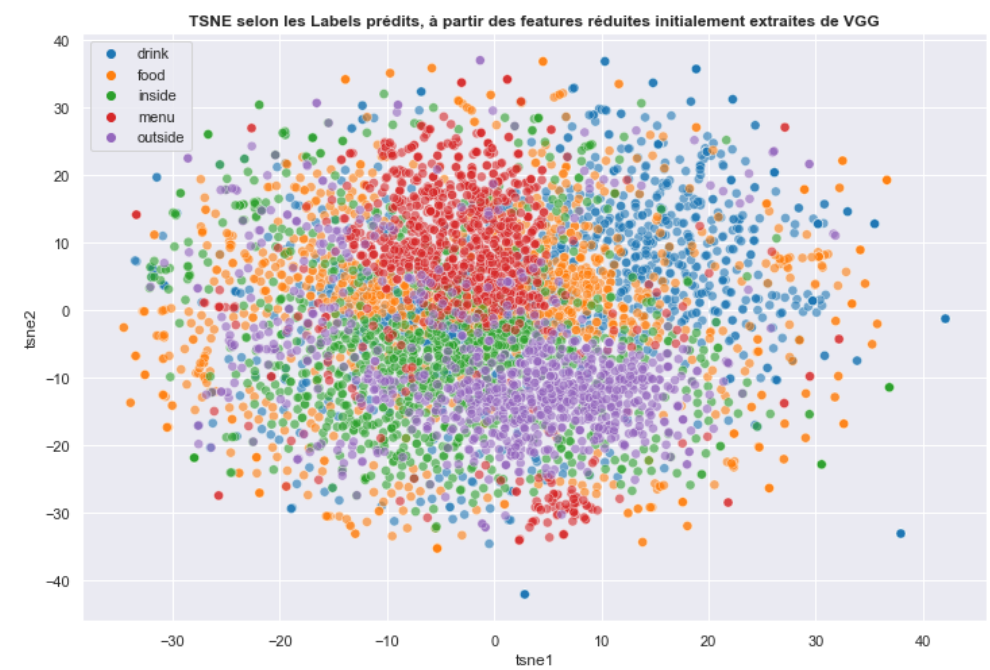 TSNE selon les Labels prédits, à partir des features réduites initialement extraites de VGG
drink
food
inside
menu
outside
40
30
20
10
0
−10
−20
−30
−40
tsne2
−30
−20
−10
0
10
20
30
40
tsne1